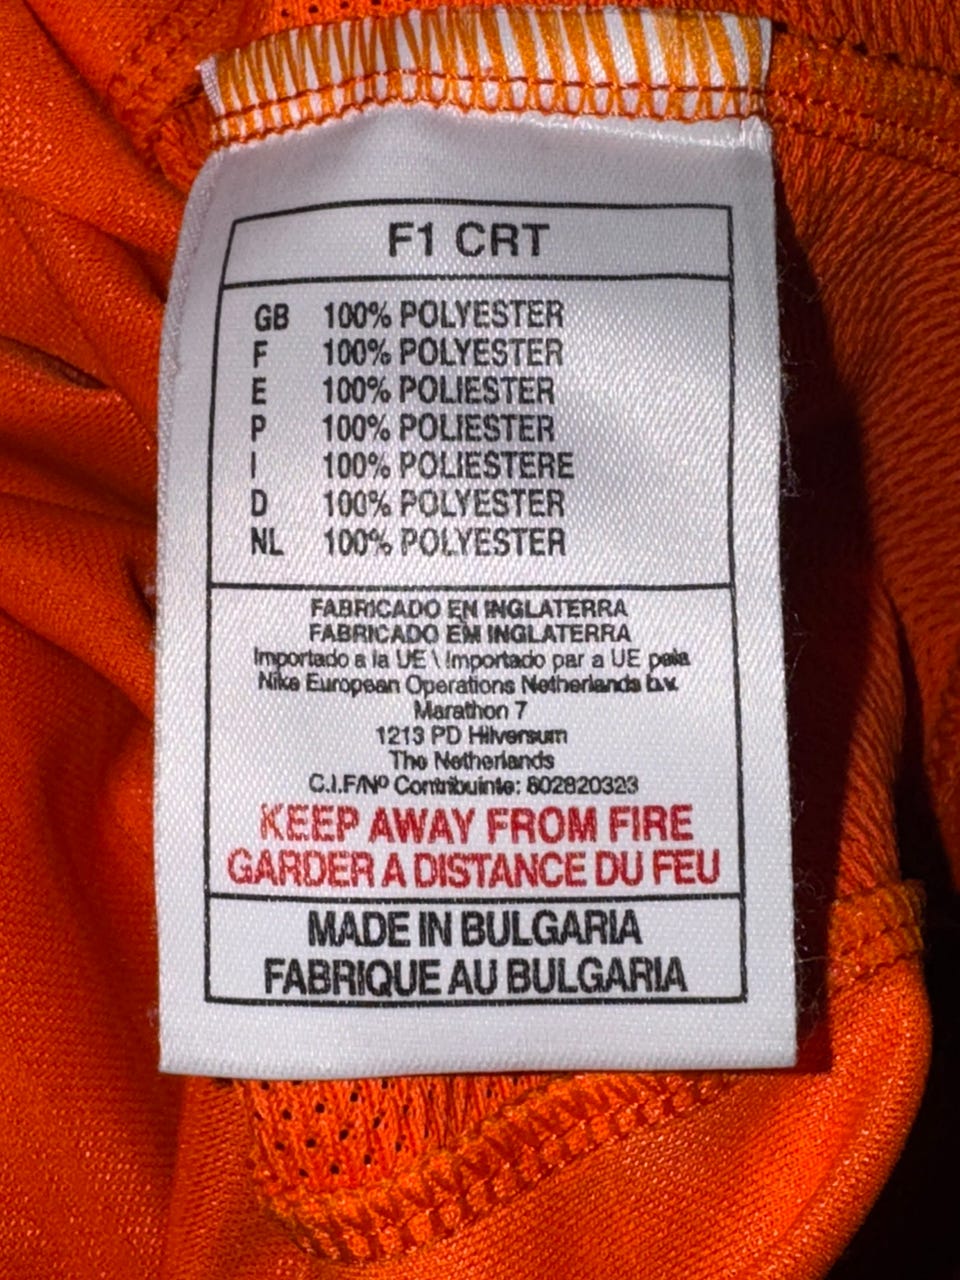 F1 CRT
GB 100% POLYESTER
F 100% POLYESTER
E 100% POLIESTER
P 100% POLIESTER
I 100% POLIESTERE
D 100% POLYESTER
NL 100% POLYESTER
FABRICADO EN INGLATERRA
FABRICADO EM INGLATERRA
Importado a la UE \ Importado par a UE pela
Nike European Operations Netherlands b.v.
Marathon 7
1213 PD Hilversum
The Netherlands
C.I.F/Nº Contribuinte: 802820323
KEEP AWAY FROM FIRE
GARDER A DISTANCE DU FEU
MADE IN BULGARIA
FABRIQUE AU BULGARIA